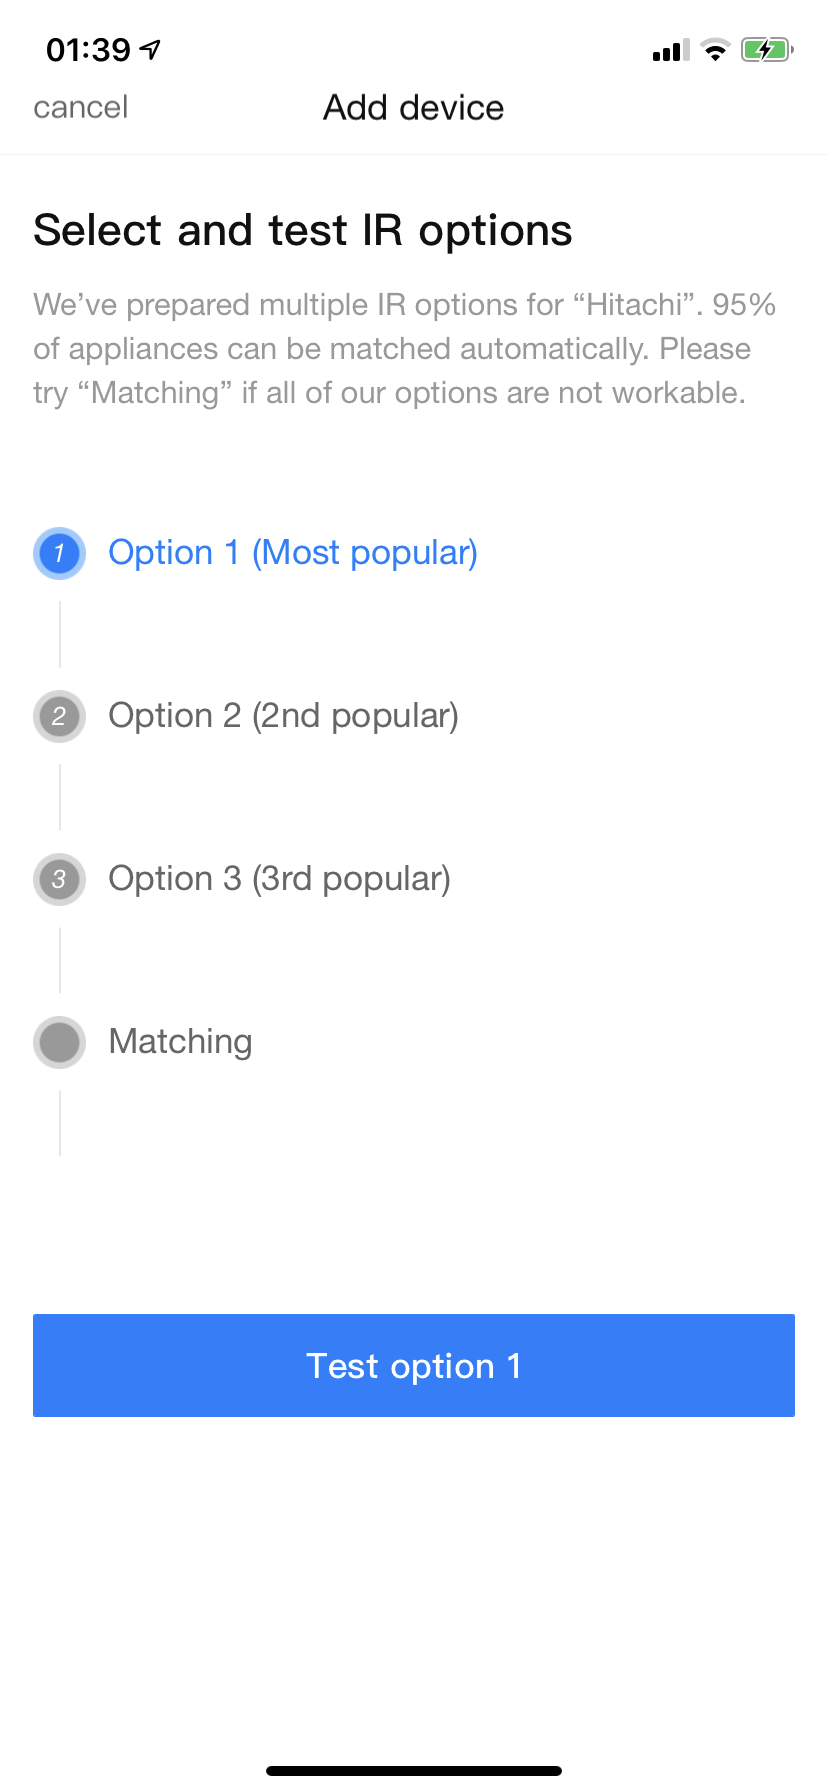 01:39
cancel
Add device
Select and test IR options
We've prepared multiple IR options for “Hitachi”. 95%
of appliances can be matched automatically. Please
try “Matching” if all of our options are not workable.
1 Option 1 (Most popular)
2 Option 2 (2nd popular)
3 Option 3 (3rd popular)
Matching
Test option 1